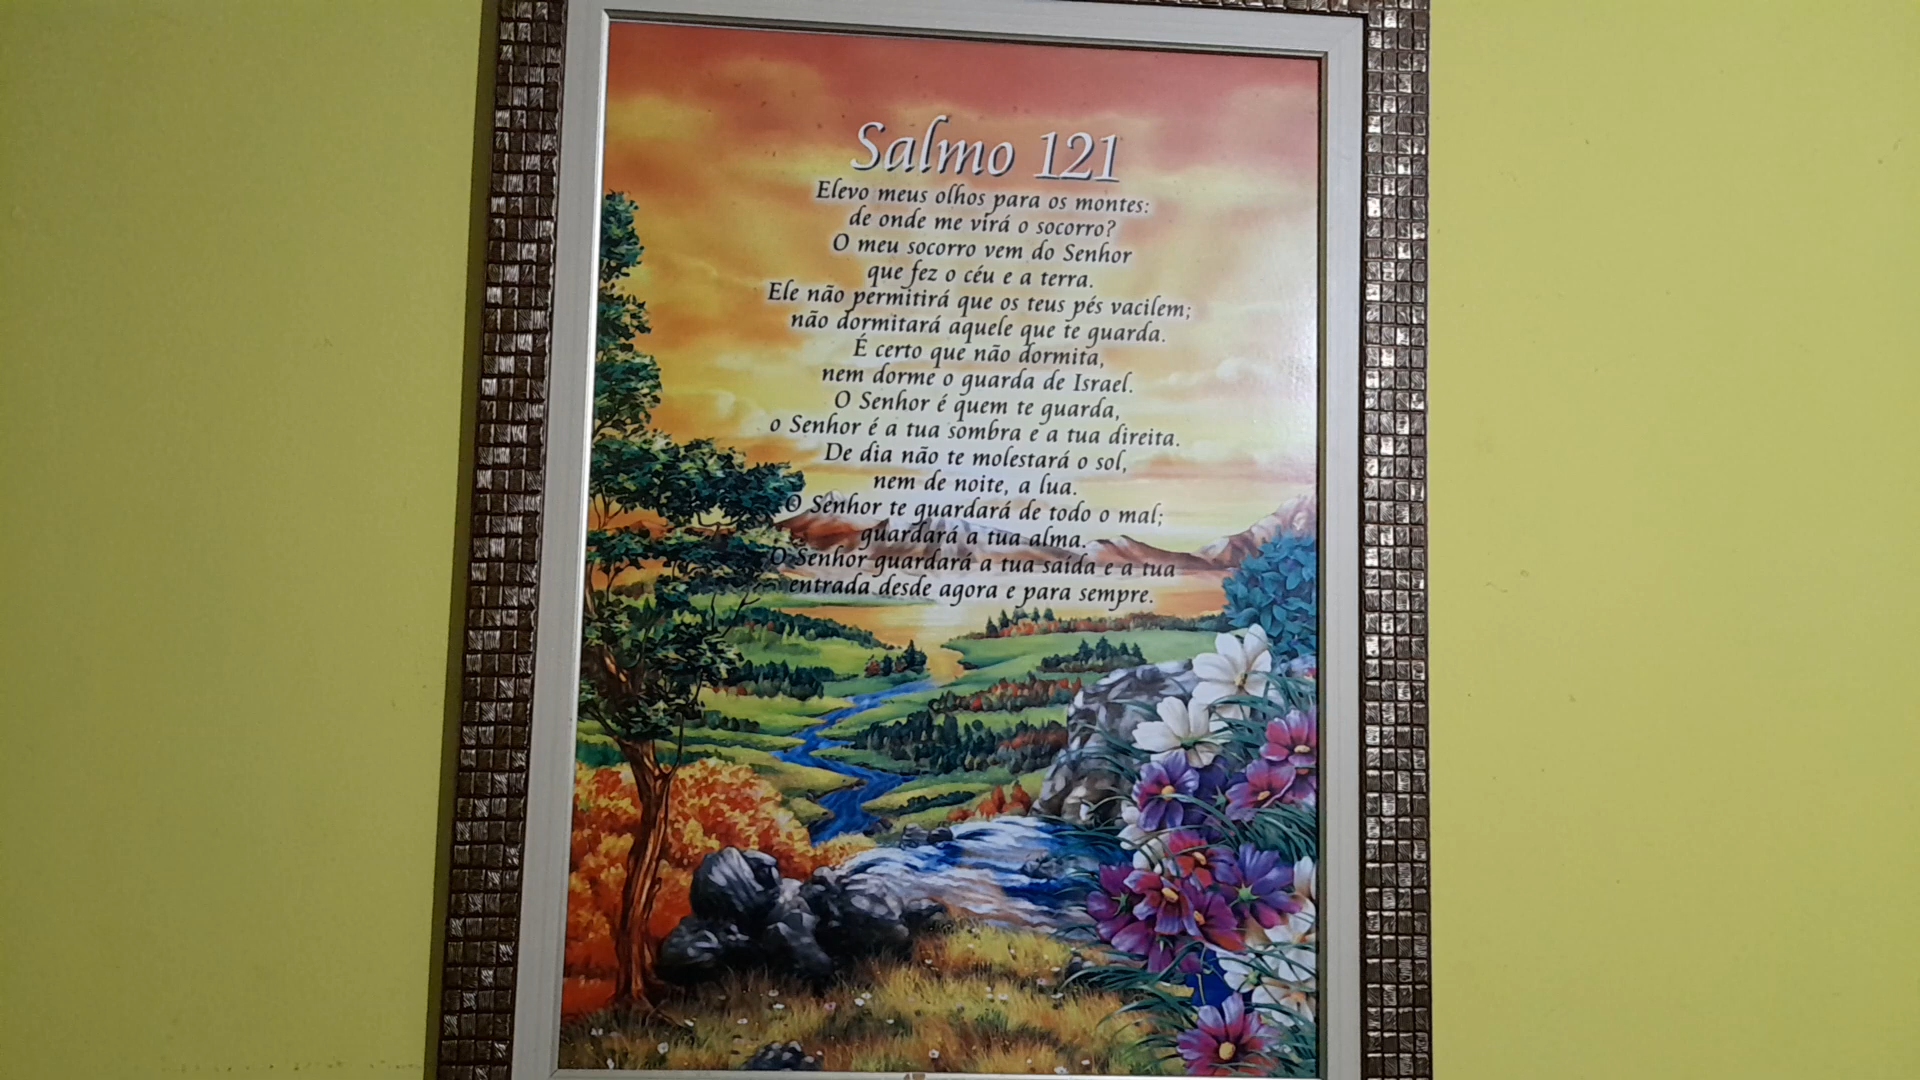 Salmo 121
Elevo meus olhos para os montes:
de onde me virá o socorro?
O meu socorro vem do Senhor
que fez o céu e a terra.
Ele não permitirá que os teus pés vacilem;
não dormitará aquele que te guarda.
É certo que não dormita,
nem dorme o guarda de Israel.
O Senhor é quem te guarda,
o Senhor é a tua sombra e a tua direita.
De dia não te molestará o sol,
nem de noite, a lua.
O Senhor te guardará de todo o mal;
guardará a tua alma.
O Senhor guardará a tua saída e a tua
entrada desde agora e para sempre.